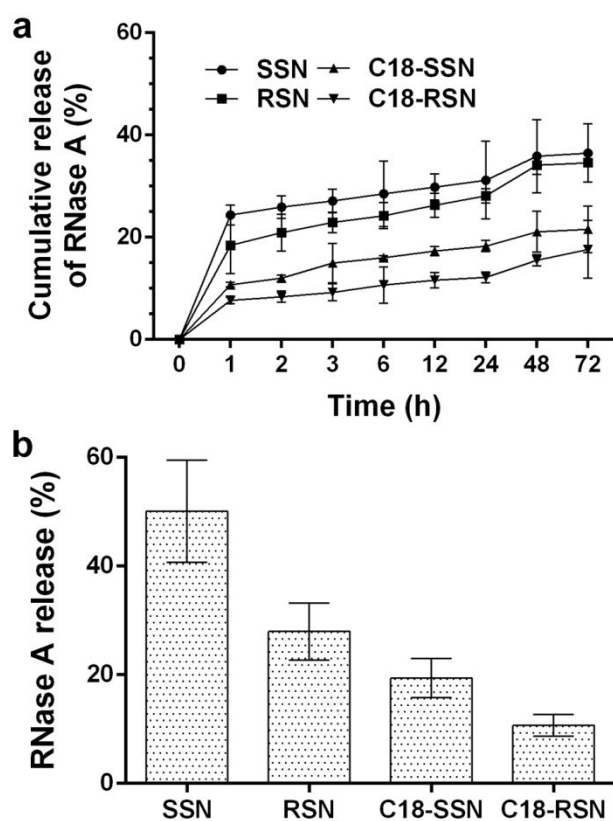 a
Cumulative release
of RNase A (%)
60
40
20
0
SSN
C18-SSN
RSN
C18-RSN
0 1 2 3 6 12 24 48 72
Time (h)
b
RNase A release (%)
60
40
20
0
SSN RSN C18-SSN C18-RSN